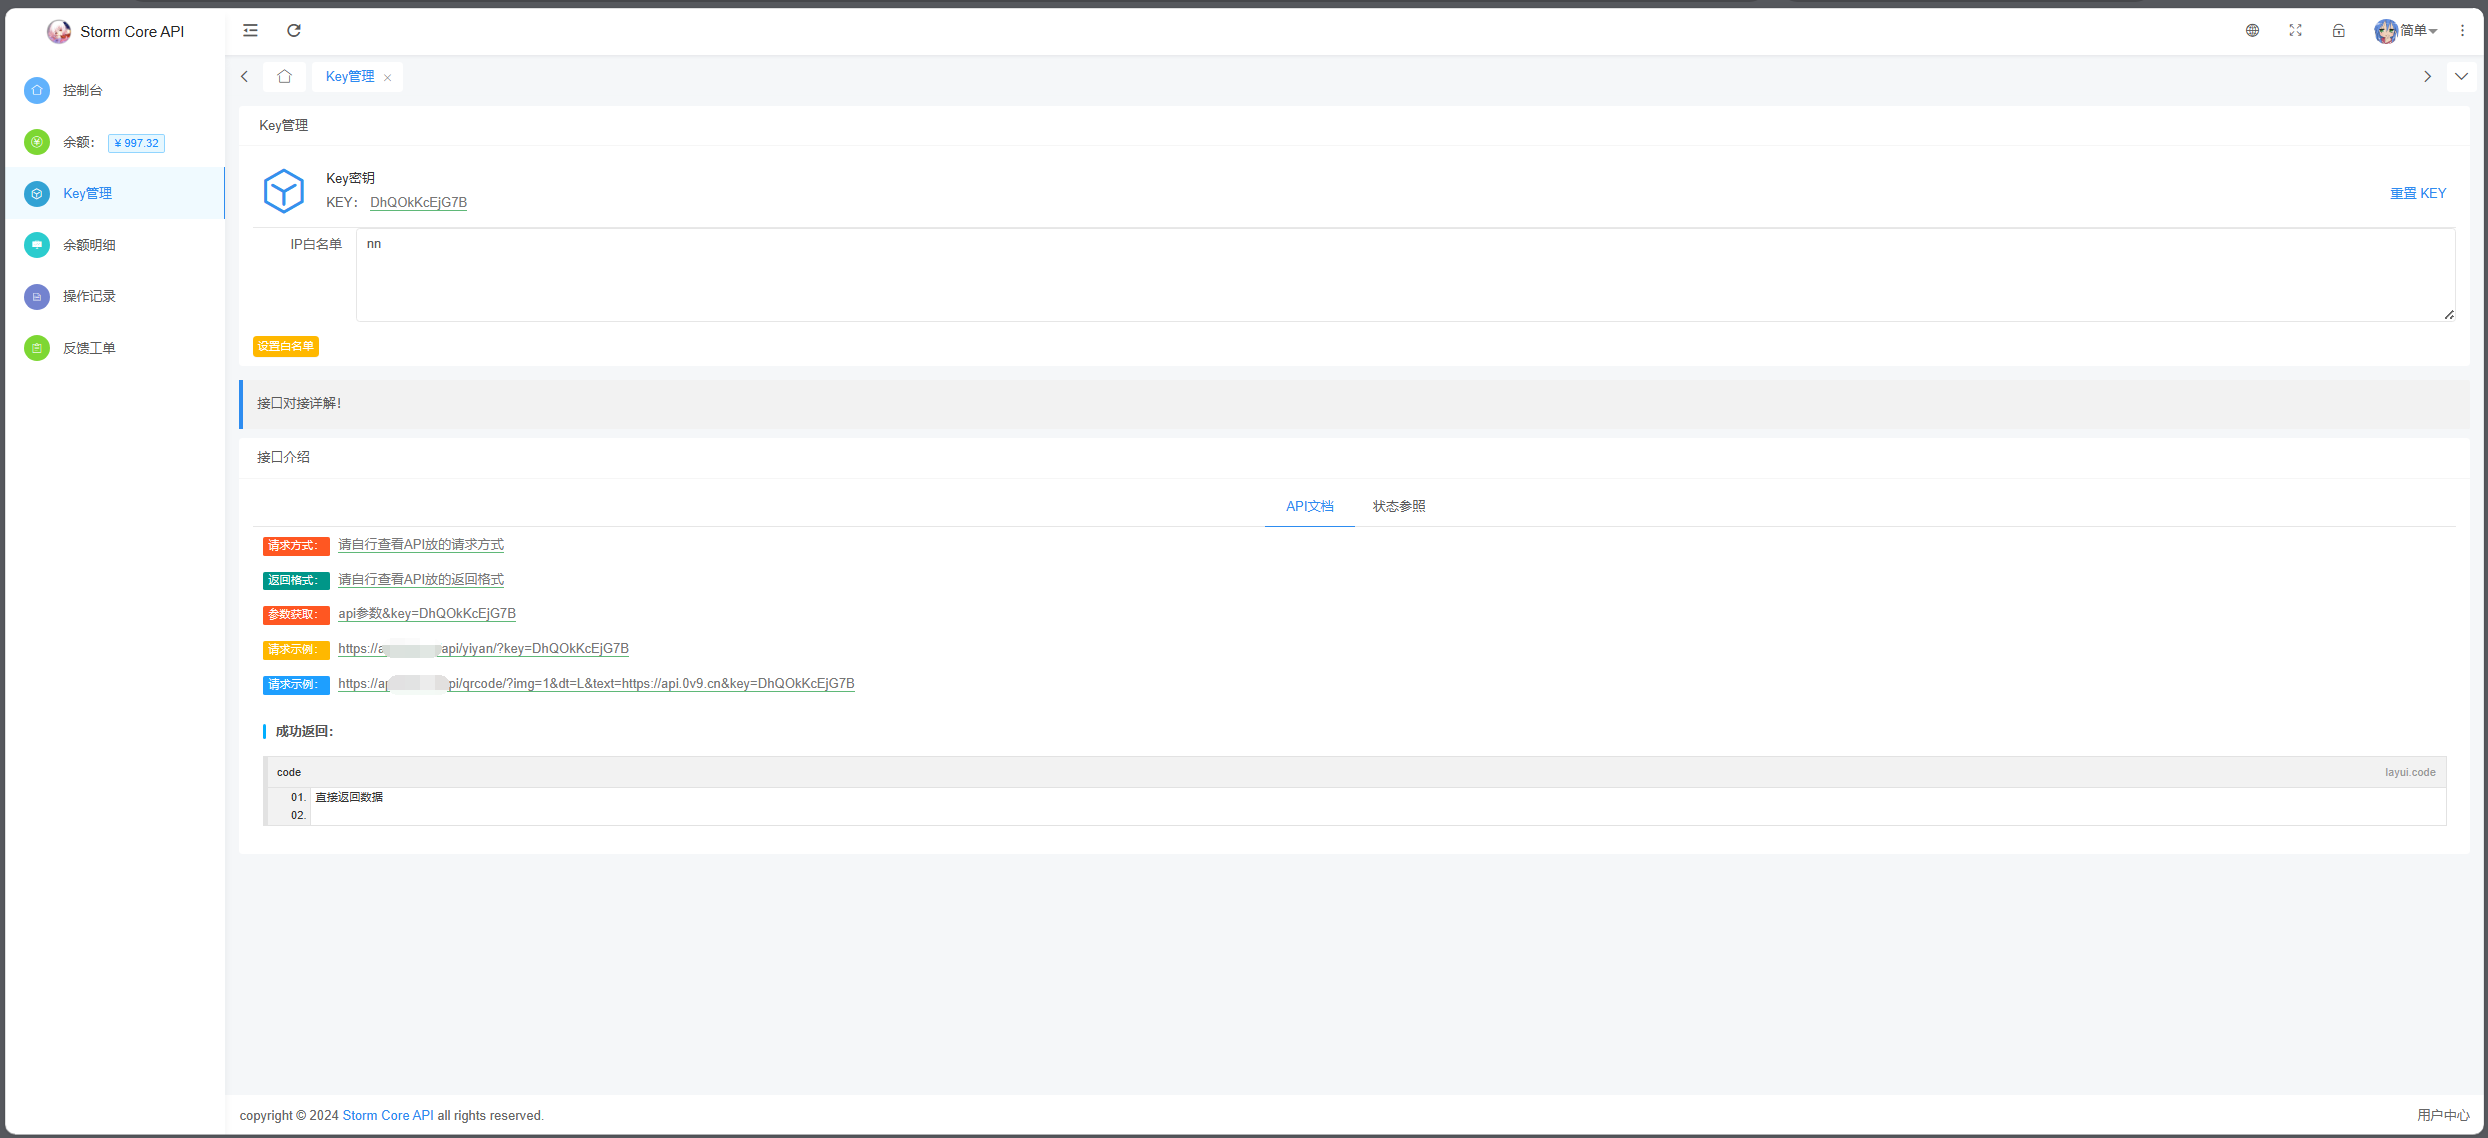 Storm Core API
简单
控制台
余额：
¥ 997.32
Key管理
余额明细
操作记录
反馈工单
Key管理
Key管理
Key密钥
KEY： DhQOkKcEjG7B
重置 KEY
IP白名单
nn
设置白名单
接口对接详解！
接口介绍
API文档
状态参照
请求方式： 请自行查看API放的请求方式
返回格式： 请自行查看API放的返回格式
参数获取： api参数&key=DhQOkKcEjG7B
请求示例： https://a api/yiyan/?key=DhQOkKcEjG7B
请求示例： https://ap pi/qrcode/?img=1&dt=L&text=https://api.0v9.cn&key=DhQOkKcEjG7B
成功返回：
code
layui.code
01. 直接返回数据
02.
copyright © 2024 Storm Core API all rights reserved.
用户中心